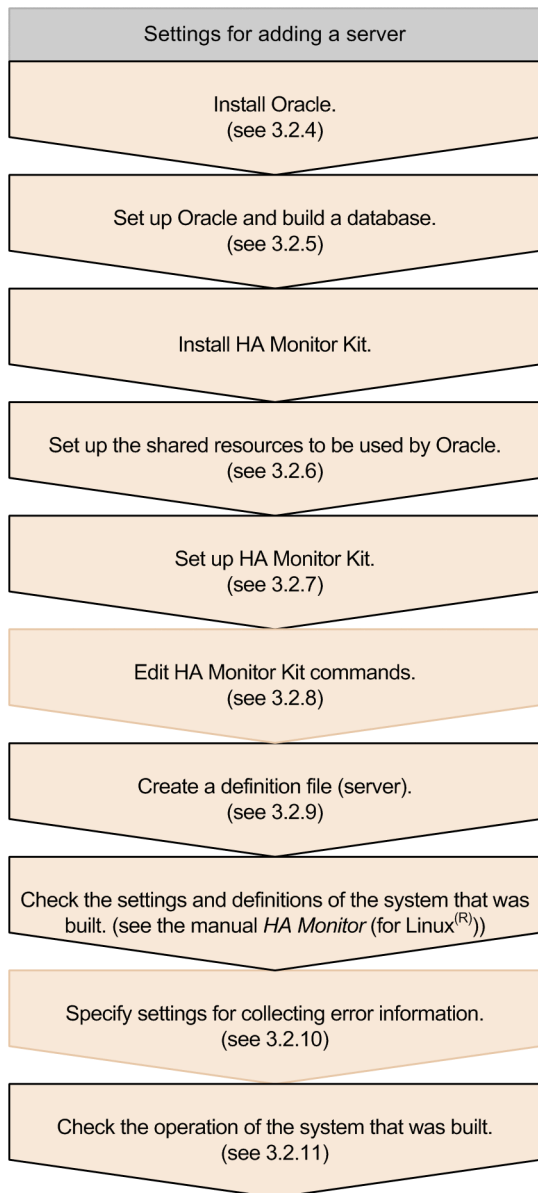 Settings for adding a server
Install Oracle.
(see 3.2.4)
Set up Oracle and build a database.
(see 3.2.5)
Install HA Monitor Kit.
Set up the shared resources to be used by Oracle.
(see 3.2.6)
Set up HA Monitor Kit.
(see 3.2.7)
Edit HA Monitor Kit commands.
(see 3.2.8)
Create a definition file (server).
(see 3.2.9)
Check the settings and definitions of the system that was
built. (see the manual HA Monitor (for Linux(R)))
Specify settings for collecting error information.
(see 3.2.10)
Check the operation of the system that was built.
(see 3.2.11)